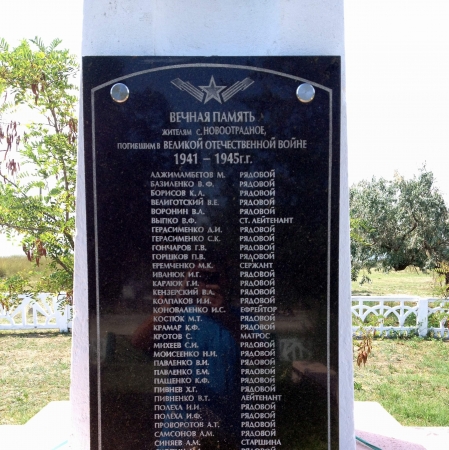 ВЕЧНАЯ ПАМЯТЬ
ЖИТЕЛЯМ с. НОВООТРАДНОЕ,
ПОГИБШИМ В ВЕЛИКОЙ ОТЕЧЕСТВЕННОЙ ВОЙНЕ
1941 – 1945г.г.
АДЖИМАМБЕТОВ М. РЯДОВОЙ
БАЗИЛЕНКО В.Ф. РЯДОВОЙ
БОРИСОВ К.А. РЯДОВОЙ
ВЕЛИГОТСКИЙ В.Е. РЯДОВОЙ
ВОРОНИН В.А. РЯДОВОЙ
ВЫПКО В.Ф. СТ. ЛЕЙТЕНАНТ
ГЕРАСИМЕНКО Д.И. РЯДОВОЙ
ГЕРАСИМЕНКО С.К. РЯДОВОЙ
ГОНЧАРОВ Г.В. РЯДОВОЙ
ГОРШКОВ П.В. РЯДОВОЙ
ЕРЕМЧЕНКО М.К. СЕРЖАНТ
ИВАНЮК И.Г. РЯДОВОЙ
КАРЛЮК Г.И. РЯДОВОЙ
КЕНЗЕРСКИЙ В.А. РЯДОВОЙ
КОЛПАКОВ И.И. РЯДОВОЙ
КОНОВАЛЕНКО И.С. ЕФРЕЙТОР
КОСТЮК М.Т. РЯДОВОЙ
КРАМАР К.Ф. РЯДОВОЙ
КРОТОВ С. МАТРОС
МИХЕЕВ С.И. РЯДОВОЙ
МОИСЕЕНКО И.Н. РЯДОВОЙ
ПАВЛЕНКО В.И. РЯДОВОЙ
ПАВЛЕНКО Е.М. РЯДОВОЙ
ПАЩЕНКО К.Ф. РЯДОВОЙ
ПИВНЕВ Х.Г. РЯДОВОЙ
ПИВНЕНКО В.Т. ЛЕЙТЕНАНТ
ПОЛЕХА И.И. РЯДОВОЙ
ПОЛЕХА И.Ф. РЯДОВОЙ
ПРОВОРОТОВ А.Т. РЯДОВОЙ
САМСОНОВ А.М. РЯДОВОЙ
СИНЯЕВ А.М. СТАРШИНА